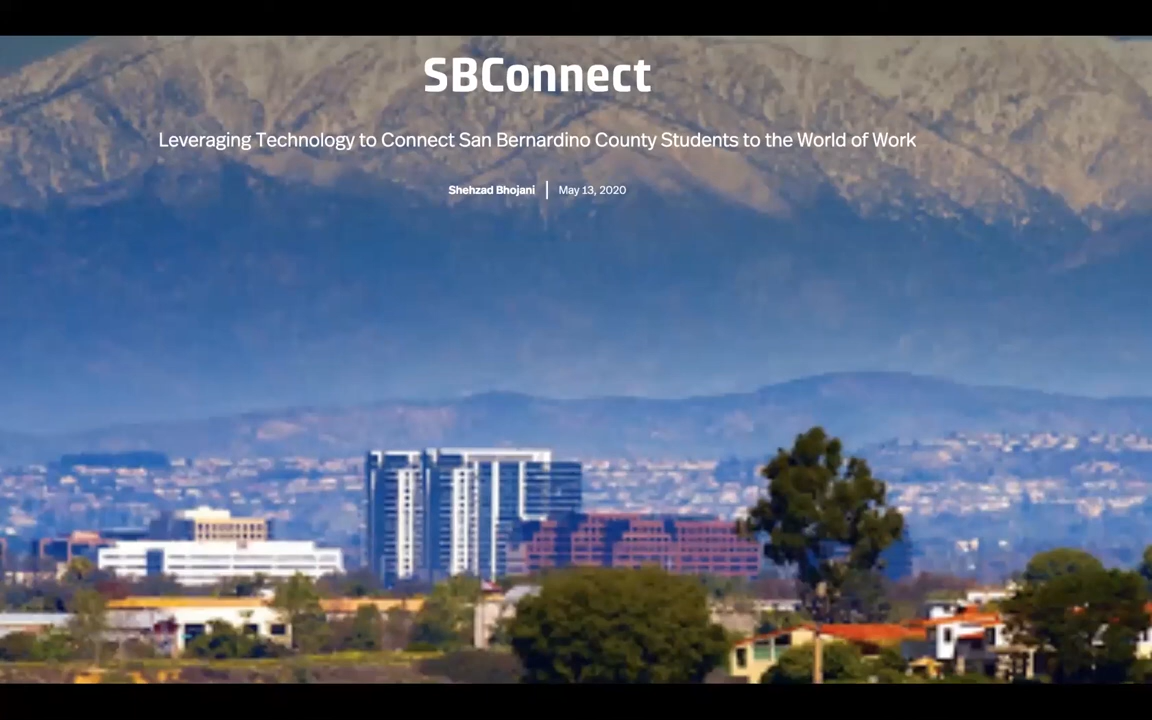 SBConnect
Leveraging Technology to Connect San Bernardino County Students to the World of Work
Shehzad Bhojani | May 13, 2020